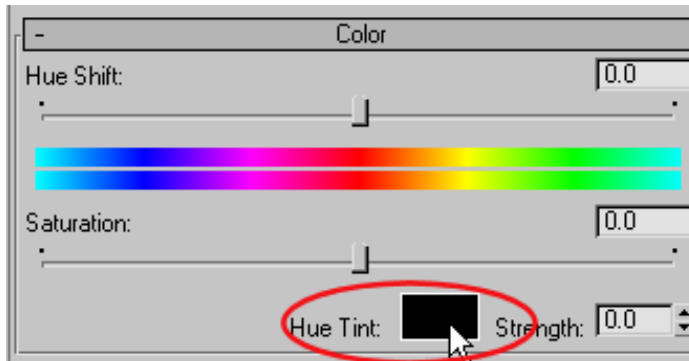 - Color
Hue Shift: 0.0
Saturation: 0.0
Hue Tint: Strength: 0.0